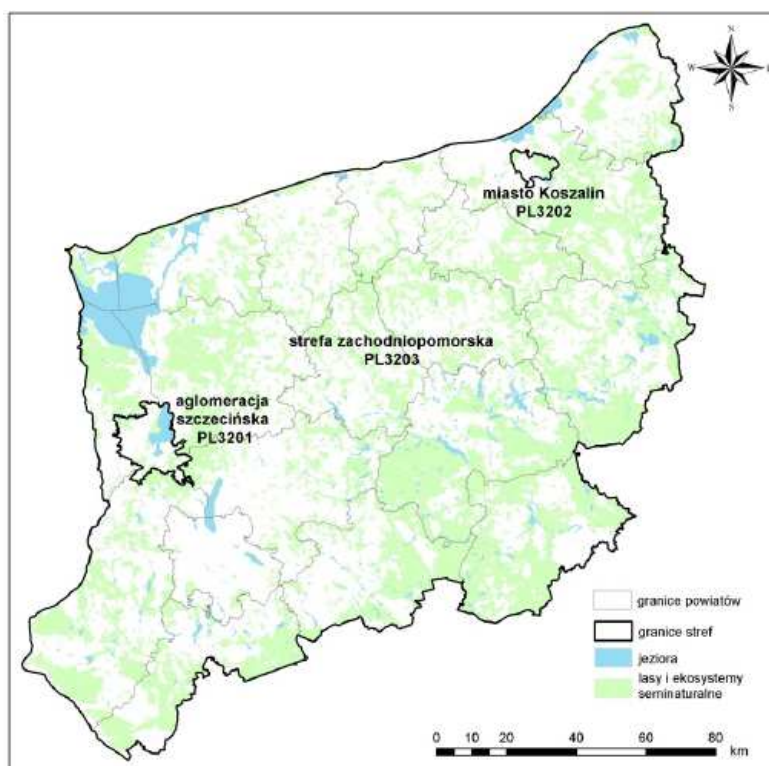 N
W
S
miasto Koszalin
PL3202
strefa zachodniopomorska
PL3203
aglomeracja
szczecińska
PL3201
granice powiatów
granice stref
jeziora
lasy i ekosystemy
seminaturalne
0 10 20 40 60 80
km